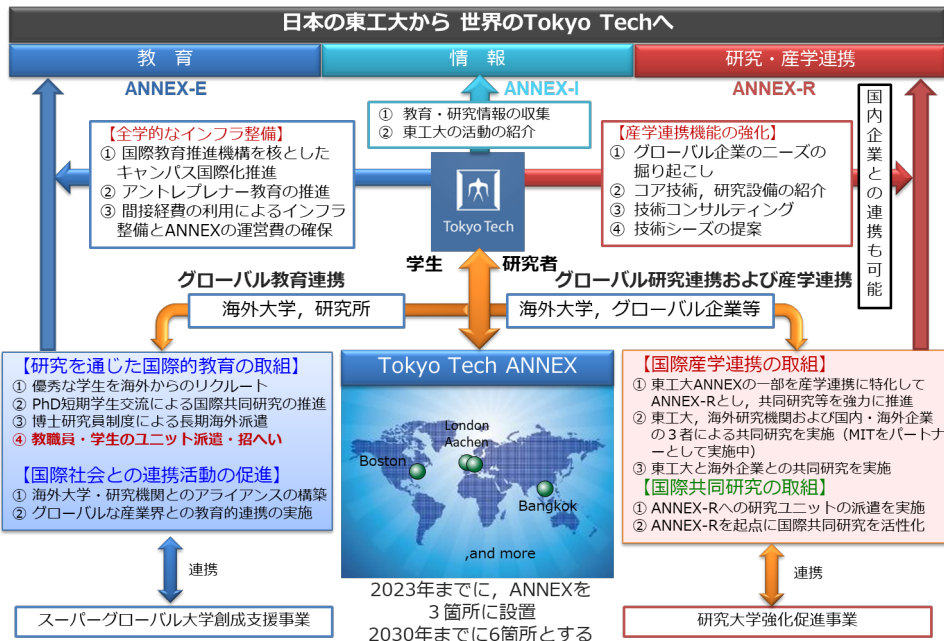 日本の東工大から 世界のTokyo Techへ
教 育
情 報
研究・産学連携
ANNEX-E
ANNEX-I
ANNEX-R
① 教育・研究情報の収集
② 東工大の活動の紹介
【全学的なインフラ整備】
① 国際教育推進機構を核とした
キャンパス国際化推進
② アントレプレナー教育の推進
③ 間接経費の利用によるインフラ
整備とANNEXの運営費の確保
Tokyo Tech
【産学連携機能の強化】
① グローバル企業のニーズの
掘り起こし
② コア技術，研究設備の紹介
③ 技術コンサルティング
④ 技術シーズの提案
国内企業との連携も可能
学生
研究者
グローバル教育連携
グローバル研究連携および産学連携
海外大学，研究所
海外大学，グローバル企業等
【研究を通じた国際的教育の取組】
① 優秀な学生を海外からのリクルート
② PhD短期学生交流による国際共同研究の推進
③ 博士研究員制度による長期海外派遣
④ 教職員・学生のユニット派遣・招へい
【国際社会との連携活動の促進】
① 海外大学・研究機関とのアライアンスの構築
② グローバルな産業界との教育的連携の実施
Tokyo Tech ANNEX
London
Aachen
Boston
Bangkok
,and more
【国際産学連携の取組】
① 東工大ANNEXの一部を産学連携に特化して
ANNEX-Rとし，共同研究等を強力に推進
② 東工大，海外研究機関および国内・海外企業
の３者による共同研究を実施（MITをパートナ
ーとして実施中）
③ 東工大と海外企業との共同研究を実施
【国際共同研究の取組】
① ANNEX-Rへの研究ユニットの派遣を実施
② ANNEX-Rを起点に国際共同研究を活性化
連携
連携
スーパーグローバル大学創成支援事業
2023年までに，ANNEXを
３箇所に設置
2030年までに6箇所とする
研究大学強化促進事業